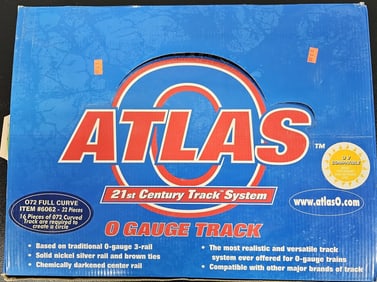 ATLAS
TM
21st Century Track System
O GAUGE TRACK
O72 FULL CURVE
ITEM #6062 - 32 Pieces
16 Pieces of O72 Curved
Track are required to
create a circle
UV
COMPATIBLE
www.atlasO.com
• Based on traditional O-gauge 3-rail
• Solid nickel silver rail and brown ties
• Chemically darkened center rail
• The most realistic and versatile track
system ever offered for O-gauge trains
• Compatible with other major brands of track